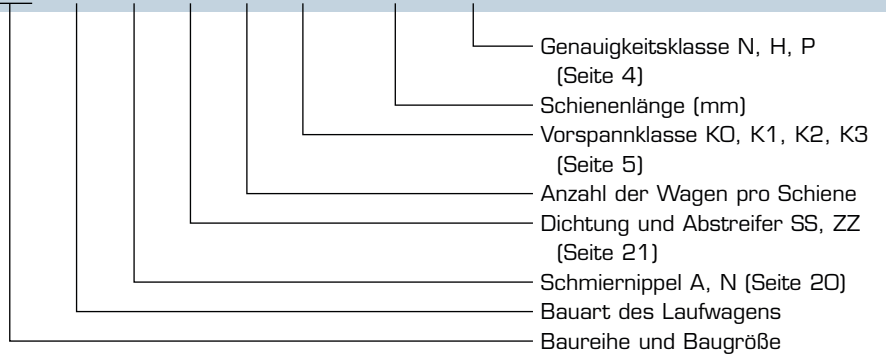 Genauigkeitsklasse N, H, P
(Seite 4)
Schienenlänge (mm)
Vorspannklasse K0, K1, K2, K3
(Seite 5)
Anzahl der Wagen pro Schiene
Dichtung und Abstreifer SS, ZZ
(Seite 21)
Schmiernippel A, N (Seite 20)
Bauart des Laufwagens
Baureihe und Baugröße